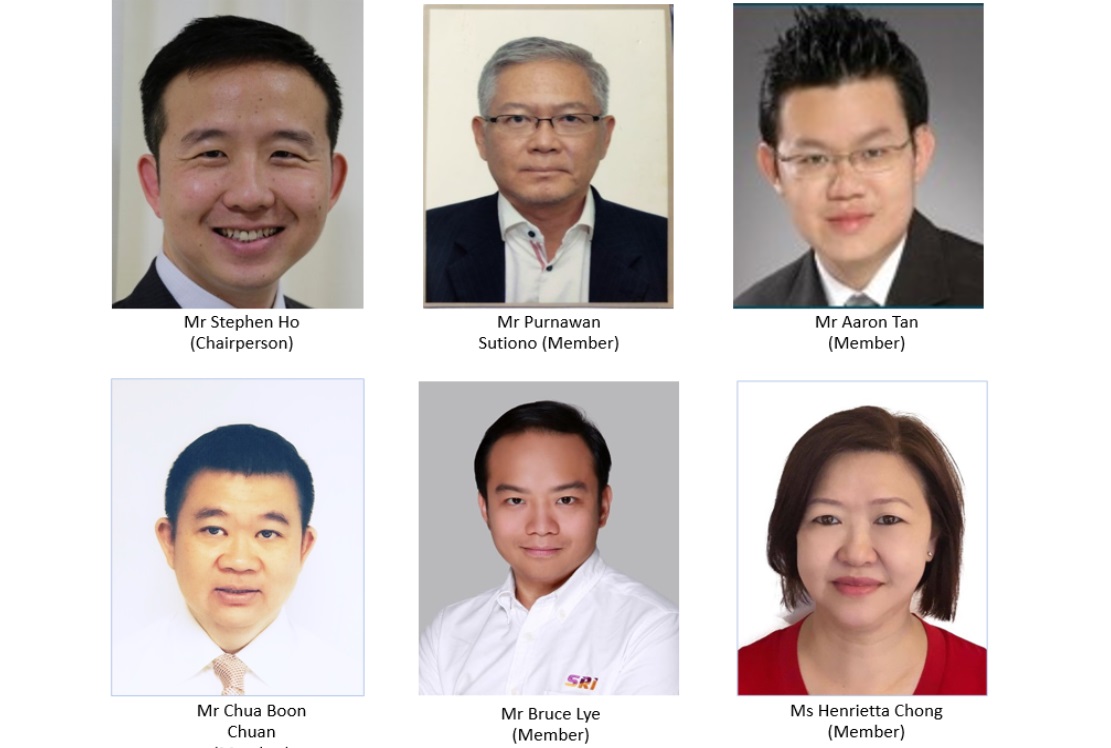 Mr Stephen Ho
(Chairperson)
Mr Purnawan
Sutiono (Member)
Mr Aaron Tan
(Member)
SRi
Mr Chua Boon
Chuan
Mr Bruce Lye
(Member)
Ms Henrietta Chong
(Member)